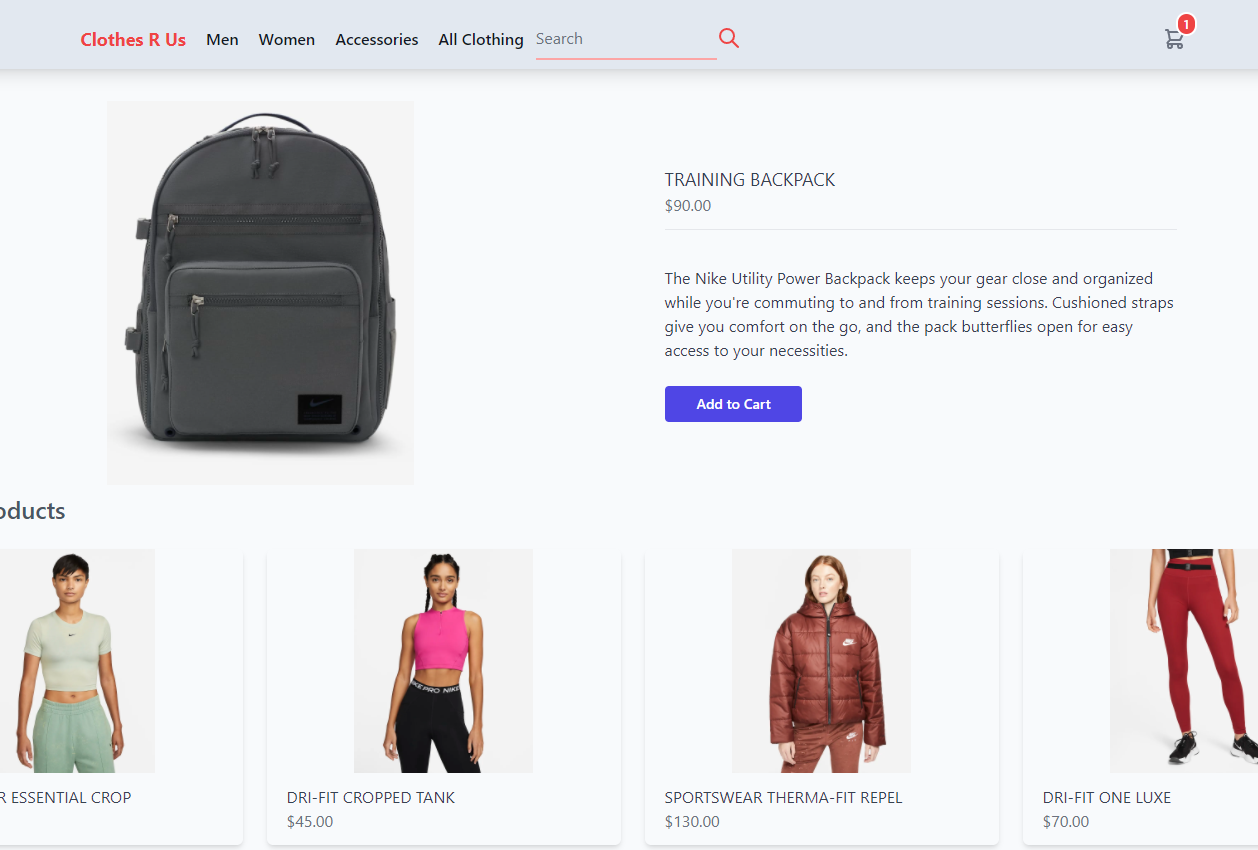 Clothes R Us
Men
Women
Accessories
All Clothing
Search
1
TRAINING BACKPACK
$90.00
The Nike Utility Power Backpack keeps your gear close and organized
while you're commuting to and from training sessions. Cushioned straps
give you comfort on the go, and the pack butterflies open for easy
access to your necessities.
Add to Cart
oducts
NIKE PRO NIKE
R ESSENTIAL CROP
DRI-FIT CROPPED TANK
$45.00
SPORTSWEAR THERMA-FIT REPEL
$130.00
DRI-FIT ONE LUXE
$70.00